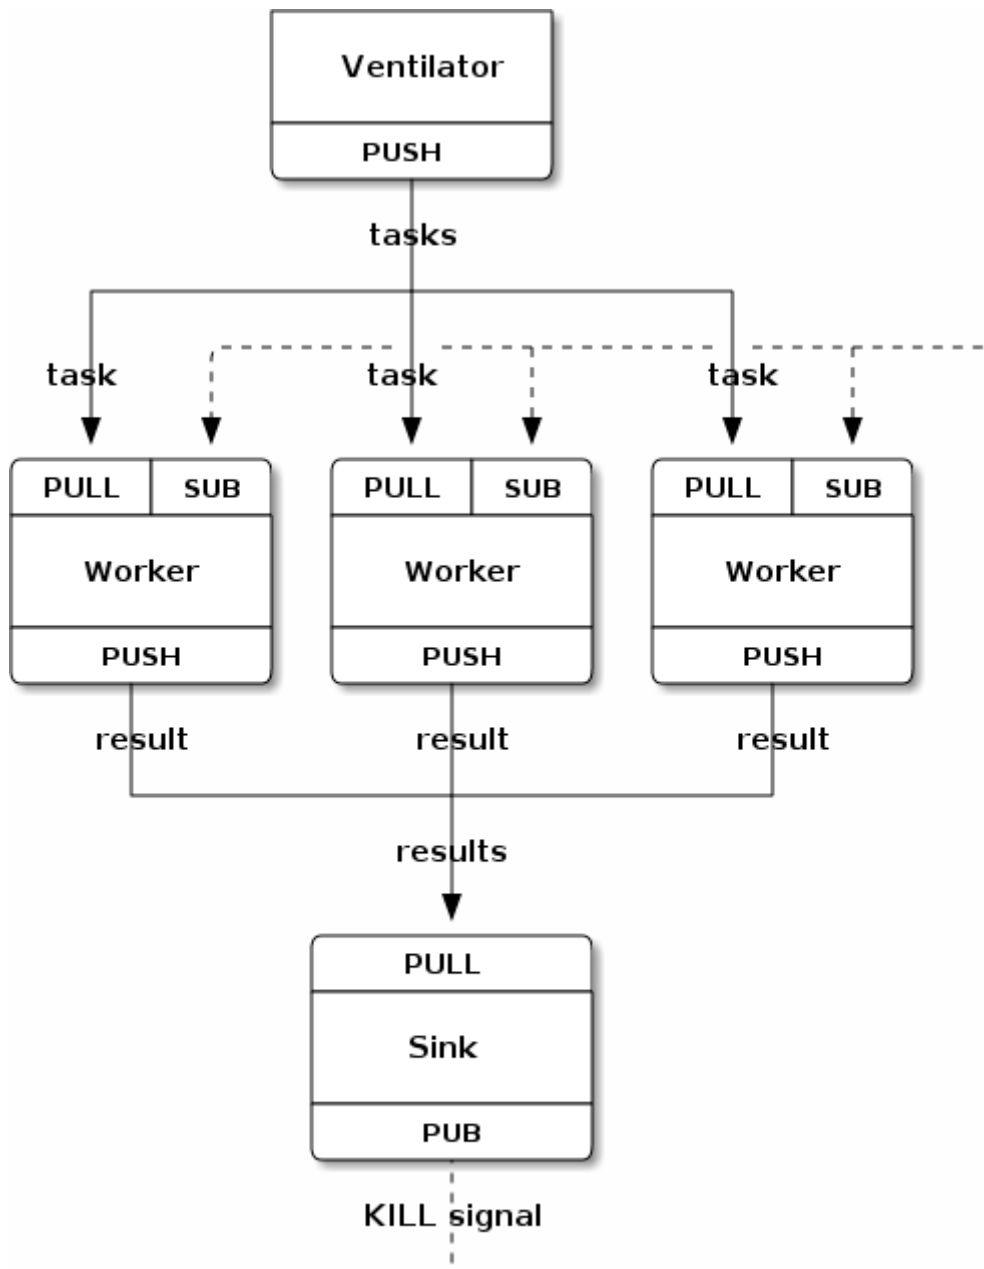 Ventilator
PUSH
tasks
task task task
PULL SUB PULL SUB PULL SUB
Worker Worker Worker
PUSH PUSH PUSH
result result result
results
PULL
Sink
PUB
KILL signal